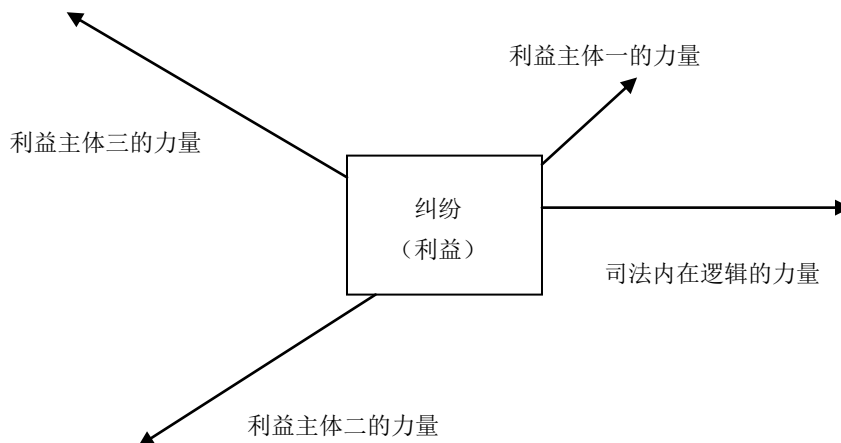 利益主体一的力量
利益主体三的力量
纠纷
（利益）
司法内在逻辑的力量
利益主体二的力量